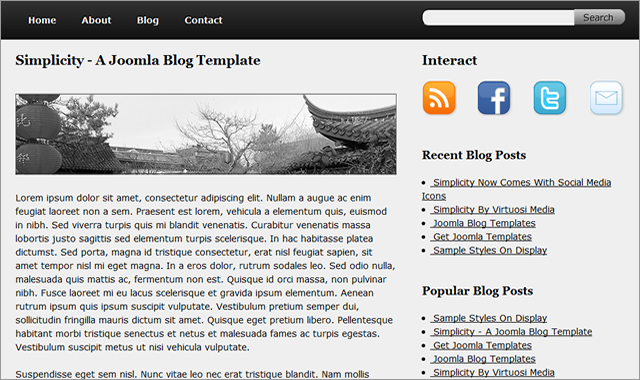 Home About Blog Contact Search
Simplicity - A Joomla Blog Template
Lorem ipsum dolor sit amet, consectetur adipiscing elit. Nullam a augue ac enim
feugiat laoreet non a sem. Praesent est lorem, vehicula a elementum quis, euismod
in nibh. Sed viverra turpis quis mi blandit venenatis. Curabitur venenatis massa
lobortis justo sagittis sed elementum turpis scelerisque. In hac habitasse platea
dictumst. Sed porta, magna id tristique consectetur, erat nisl feugiat sapien, sit
amet tempor nisl mi eget magna. In a eros dolor, rutrum sodales leo. Sed odio nulla,
malesuada quis mattis ac, fermentum non est. Quisque id orci massa, non pulvinar
nibh. Fusce laoreet mi eu lacus scelerisque et gravida ipsum elementum. Aenean
rutrum ipsum quis ipsum suscipit vulputate. Vestibulum pretium semper dui,
sollicitudin fringilla mauris dictum sit amet. Quisque eget pretium libero. Pellentesque
habitant morbi tristique senectus et netus et malesuada fames ac turpis egestas.
Vestibulum suscipit metus ut nisi vehicula vulputate.
Suspendisse eget sem nisl. Nunc vitae leo nec erat tristique blandit. Nam mollis
Interact
Recent Blog Posts
Simplicity Now Comes With Social Media
Icons
Simplicity By Virtuosi Media
Joomla Blog Templates
Get Joomla Templates
Sample Styles On Display
Popular Blog Posts
Sample Styles On Display
Simplicity - A Joomla Blog Template
Get Joomla Templates
Joomla Blog Templates
Simplicity By Virtuosi Media